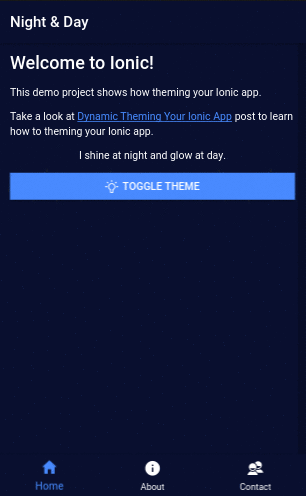 Night & Day
Welcome to Ionic!
This demo project shows how theming your Ionic app.
Take a look at Dynamic Theming Your Ionic App post to learn
how to theming your Ionic app.
I shine at night and glow at day.
TOGGLE THEME
Home
About
Contact